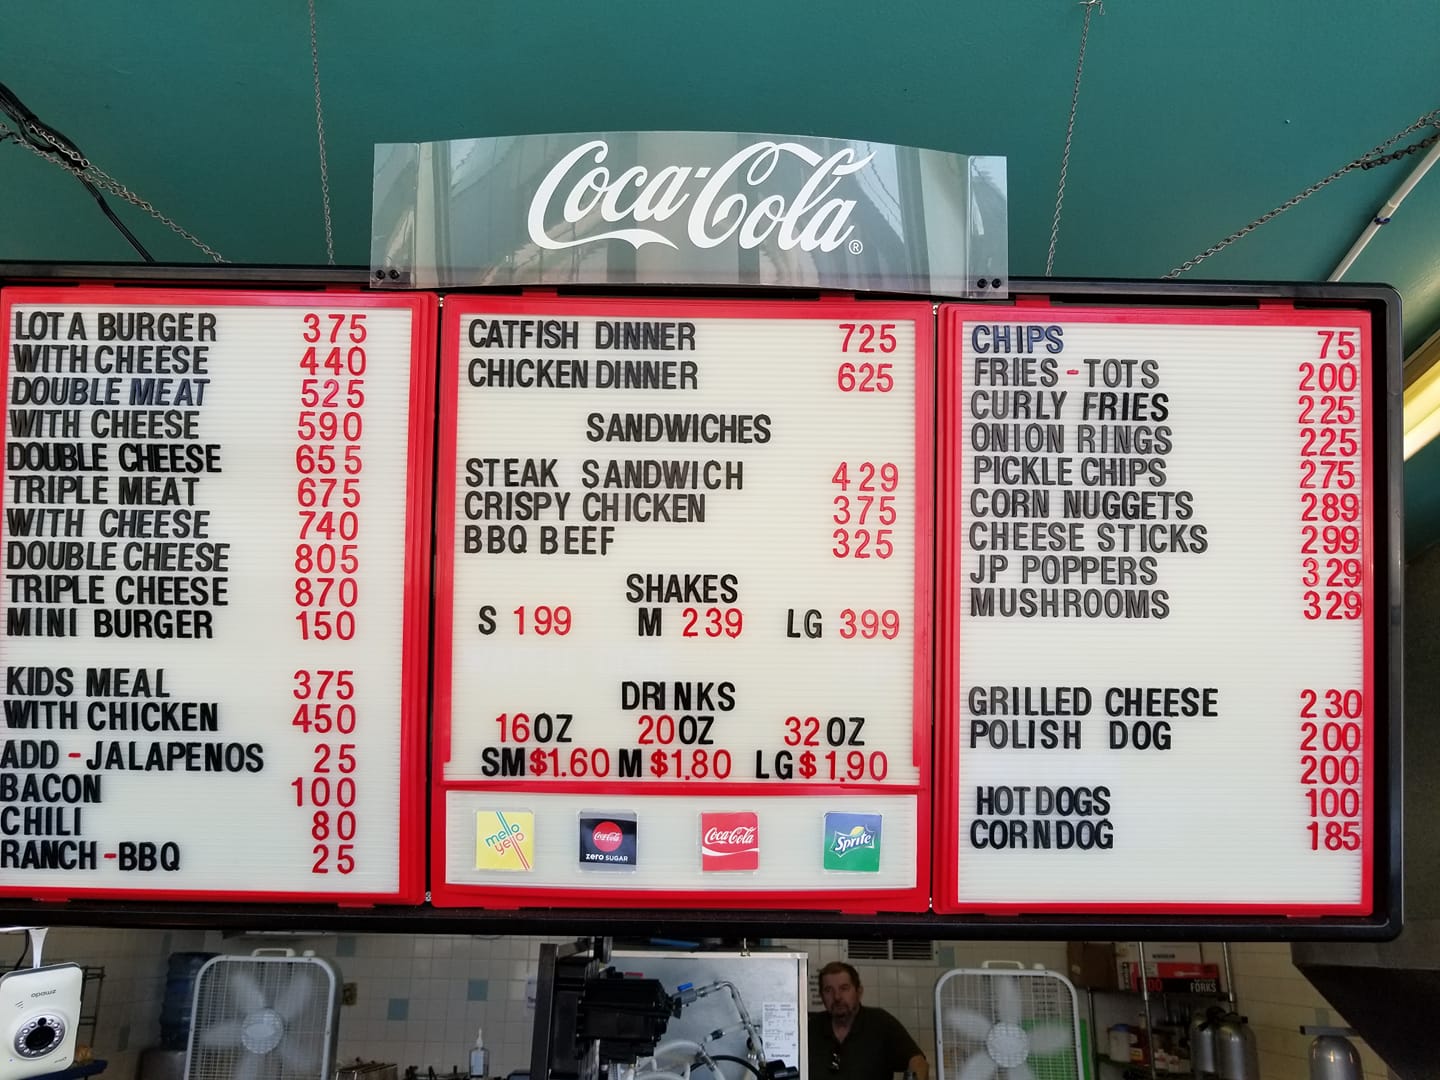 Coca-Cola®
LOTA BURGER 375
WITH CHEESE 440
DOUBLE MEAT 525
WITH CHEESE 590
DOUBLE CHEESE 655
TRIPLE MEAT 675
WITH CHEESE 740
DOUBLE CHEESE 805
TRIPLE CHEESE 870
MINI BURGER 150
KIDS MEAL 375
WITH CHICKEN 450
ADD - JALAPENOS 25
BACON 100
CHILI 80
RANCH-BBQ 25
CATFISH DINNER 725
CHICKEN DINNER 625
SANDWICHES
STEAK SANDWICH 429
CRISPY CHICKEN 375
BBQ BEEF 325
SHAKES
S 199 M 239 LG 399
DRINKS
16OZ 20OZ 32OZ
SM $1.60 M $1.80 LG $1.90
mello yello
Coca-Cola zero SUGAR
Coca-Cola
Sprite
CHIPS 75
FRIES - TOTS 200
CURLY FRIES 225
ONION RINGS 225
PICKLE CHIPS 275
CORN NUGGETS 289
CHEESE STICKS 299
JP POPPERS 329
MUSHROOMS 329
GRILLED CHEESE 230
POLISH DOG 200
200
HOT DOGS 100
CORNDOG 185
zmodo
FORKS